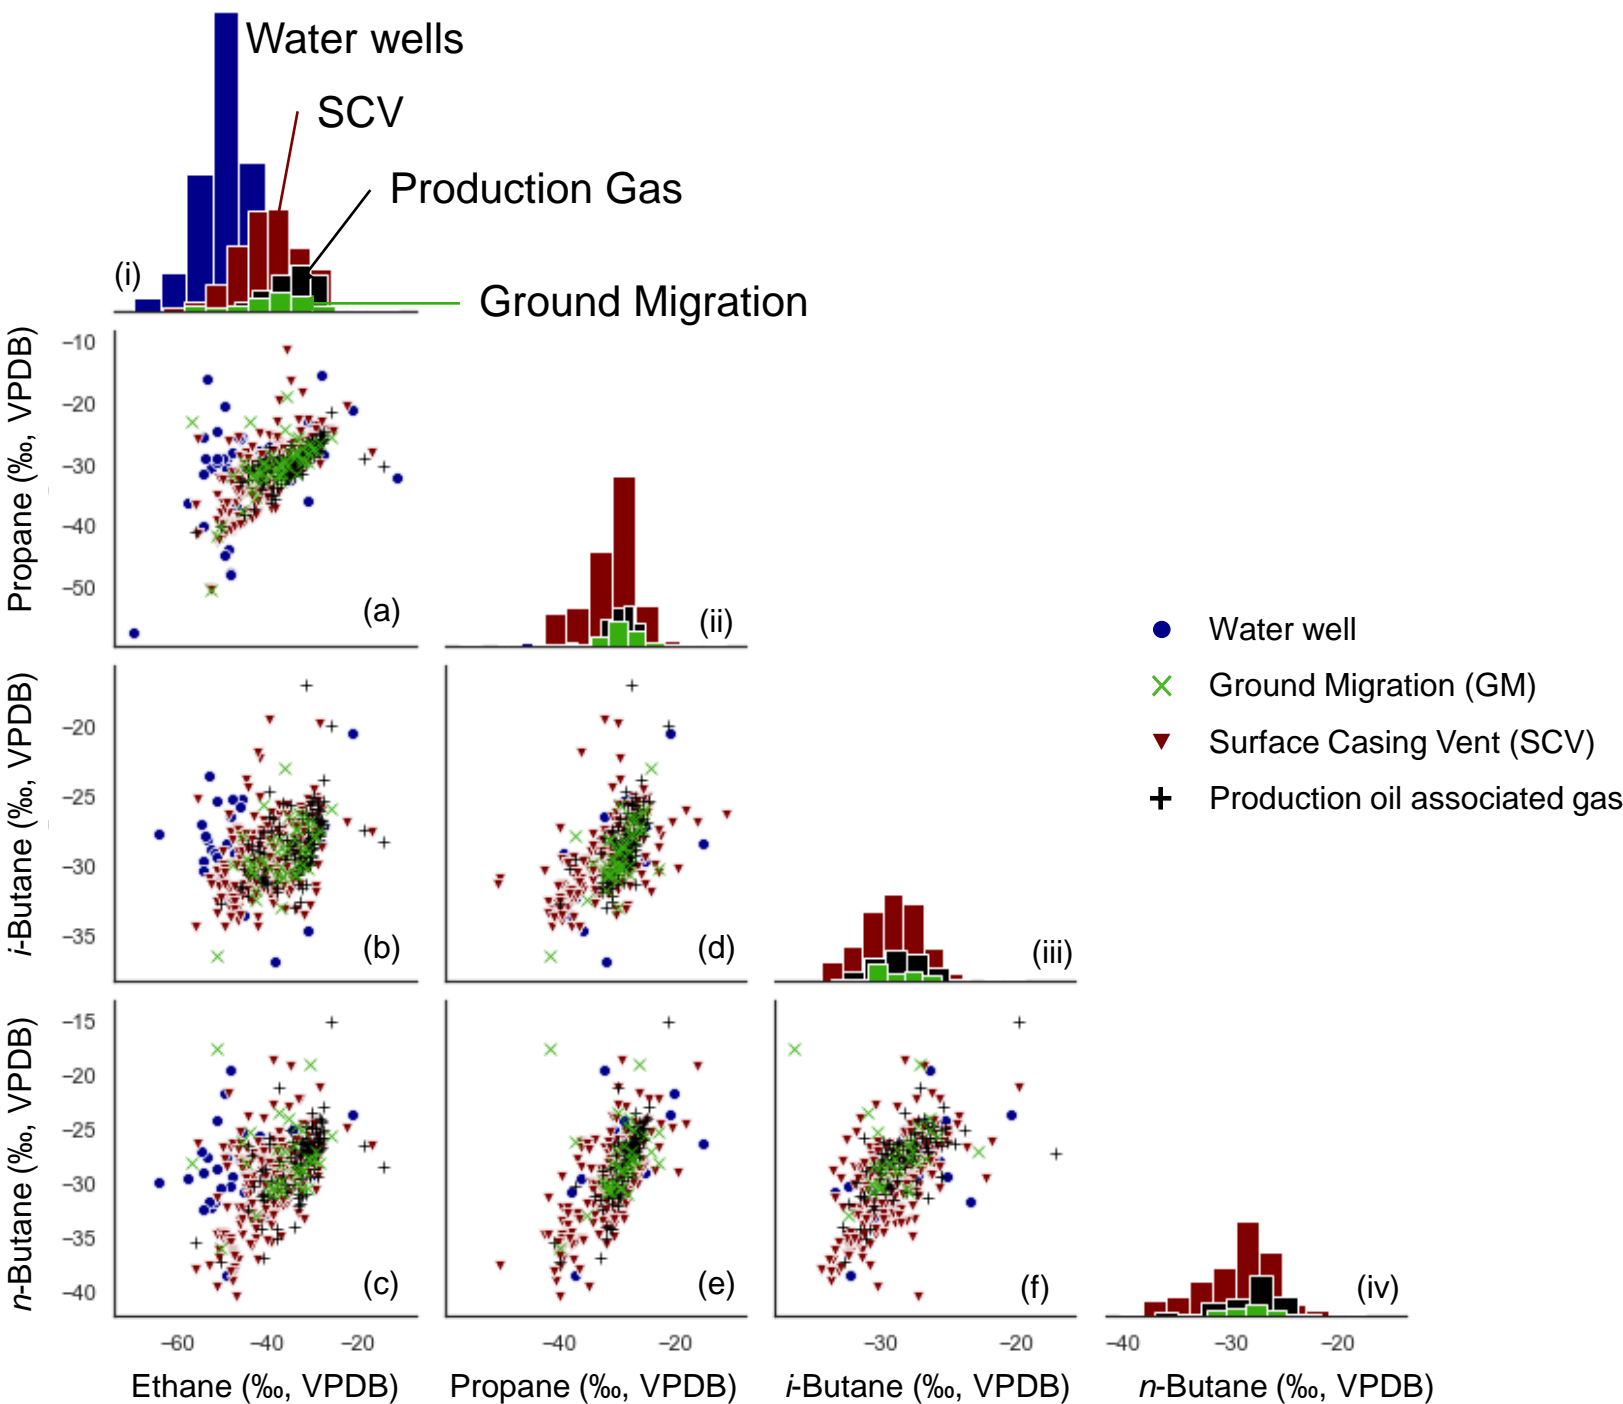 Water wells
SCV
Production Gas
(i)
Ground Migration
Propane (‰, VPDB)
−10
−20
−30
−40
−50
(a)
(ii)
Water well
Ground Migration (GM)
Surface Casing Vent (SCV)
Production oil associated gas
i-Butane (‰, VPDB)
−20
−25
−30
−35
(b)
(d)
(iii)
n-Butane (‰, VPDB)
−15
−20
−25
−30
−35
−40
(c)
(e)
(f)
(iv)
−60 −40 −20 −40 −20 −30 −20 −40 −30 −20
Ethane (‰, VPDB) Propane (‰, VPDB) i-Butane (‰, VPDB) n-Butane (‰, VPDB)